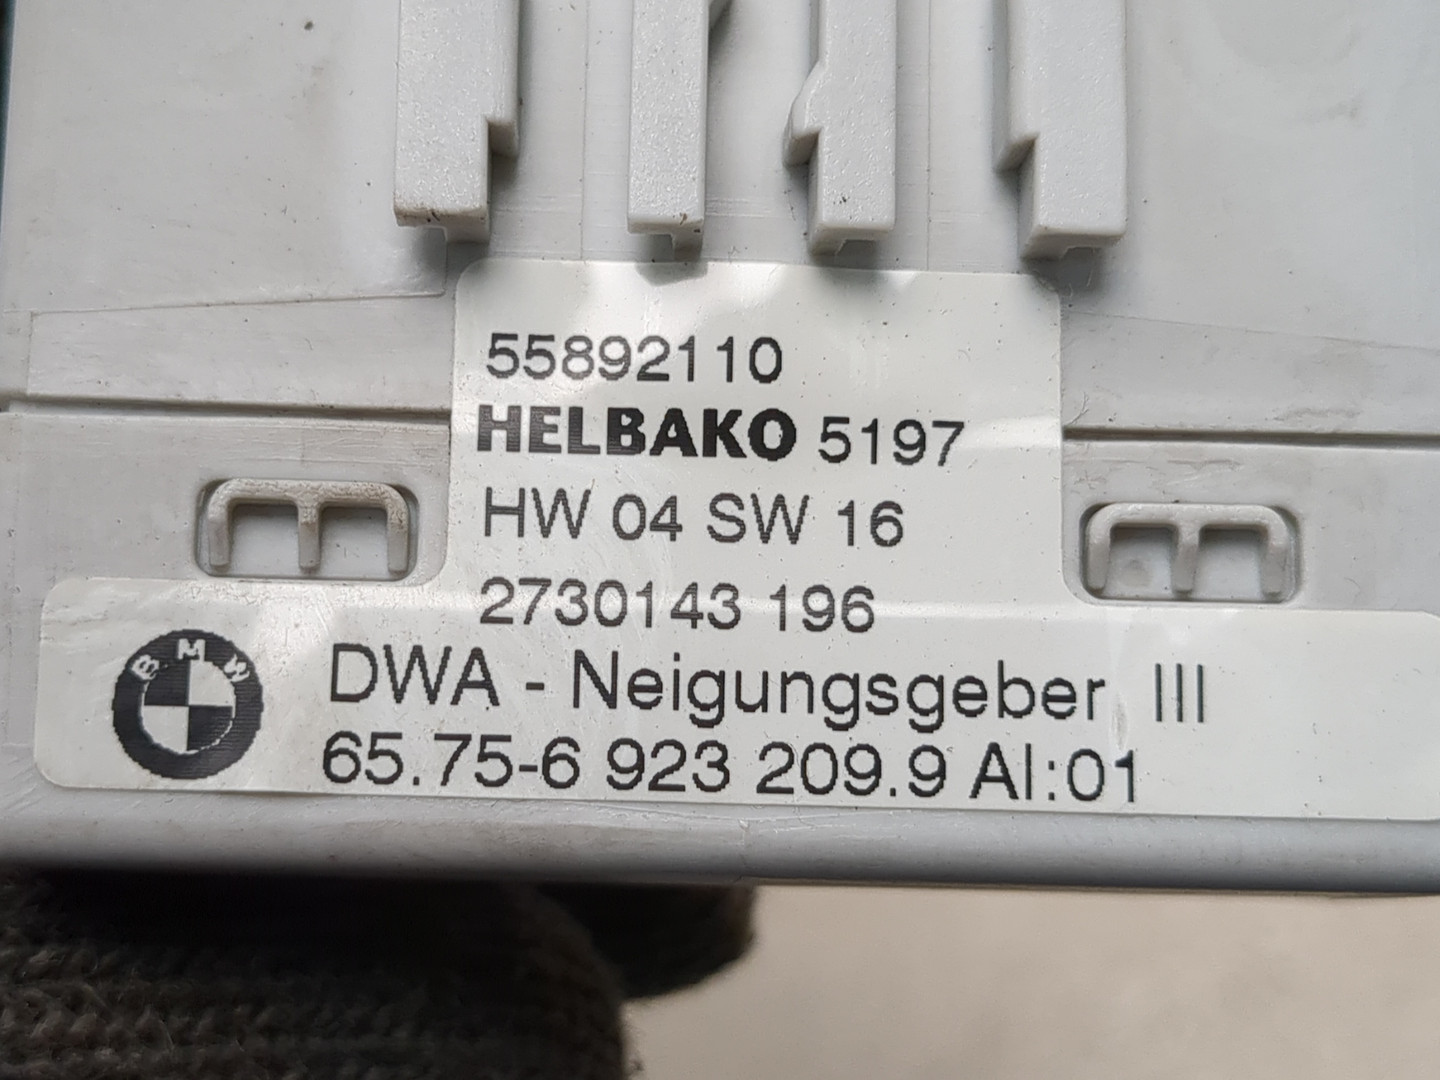 55892110
HELBAKO 5197
HW 04 SW 16
2730143 196
BMW
DWA - Neigungsgeber III
65.75-6 923 209.9 AI:01